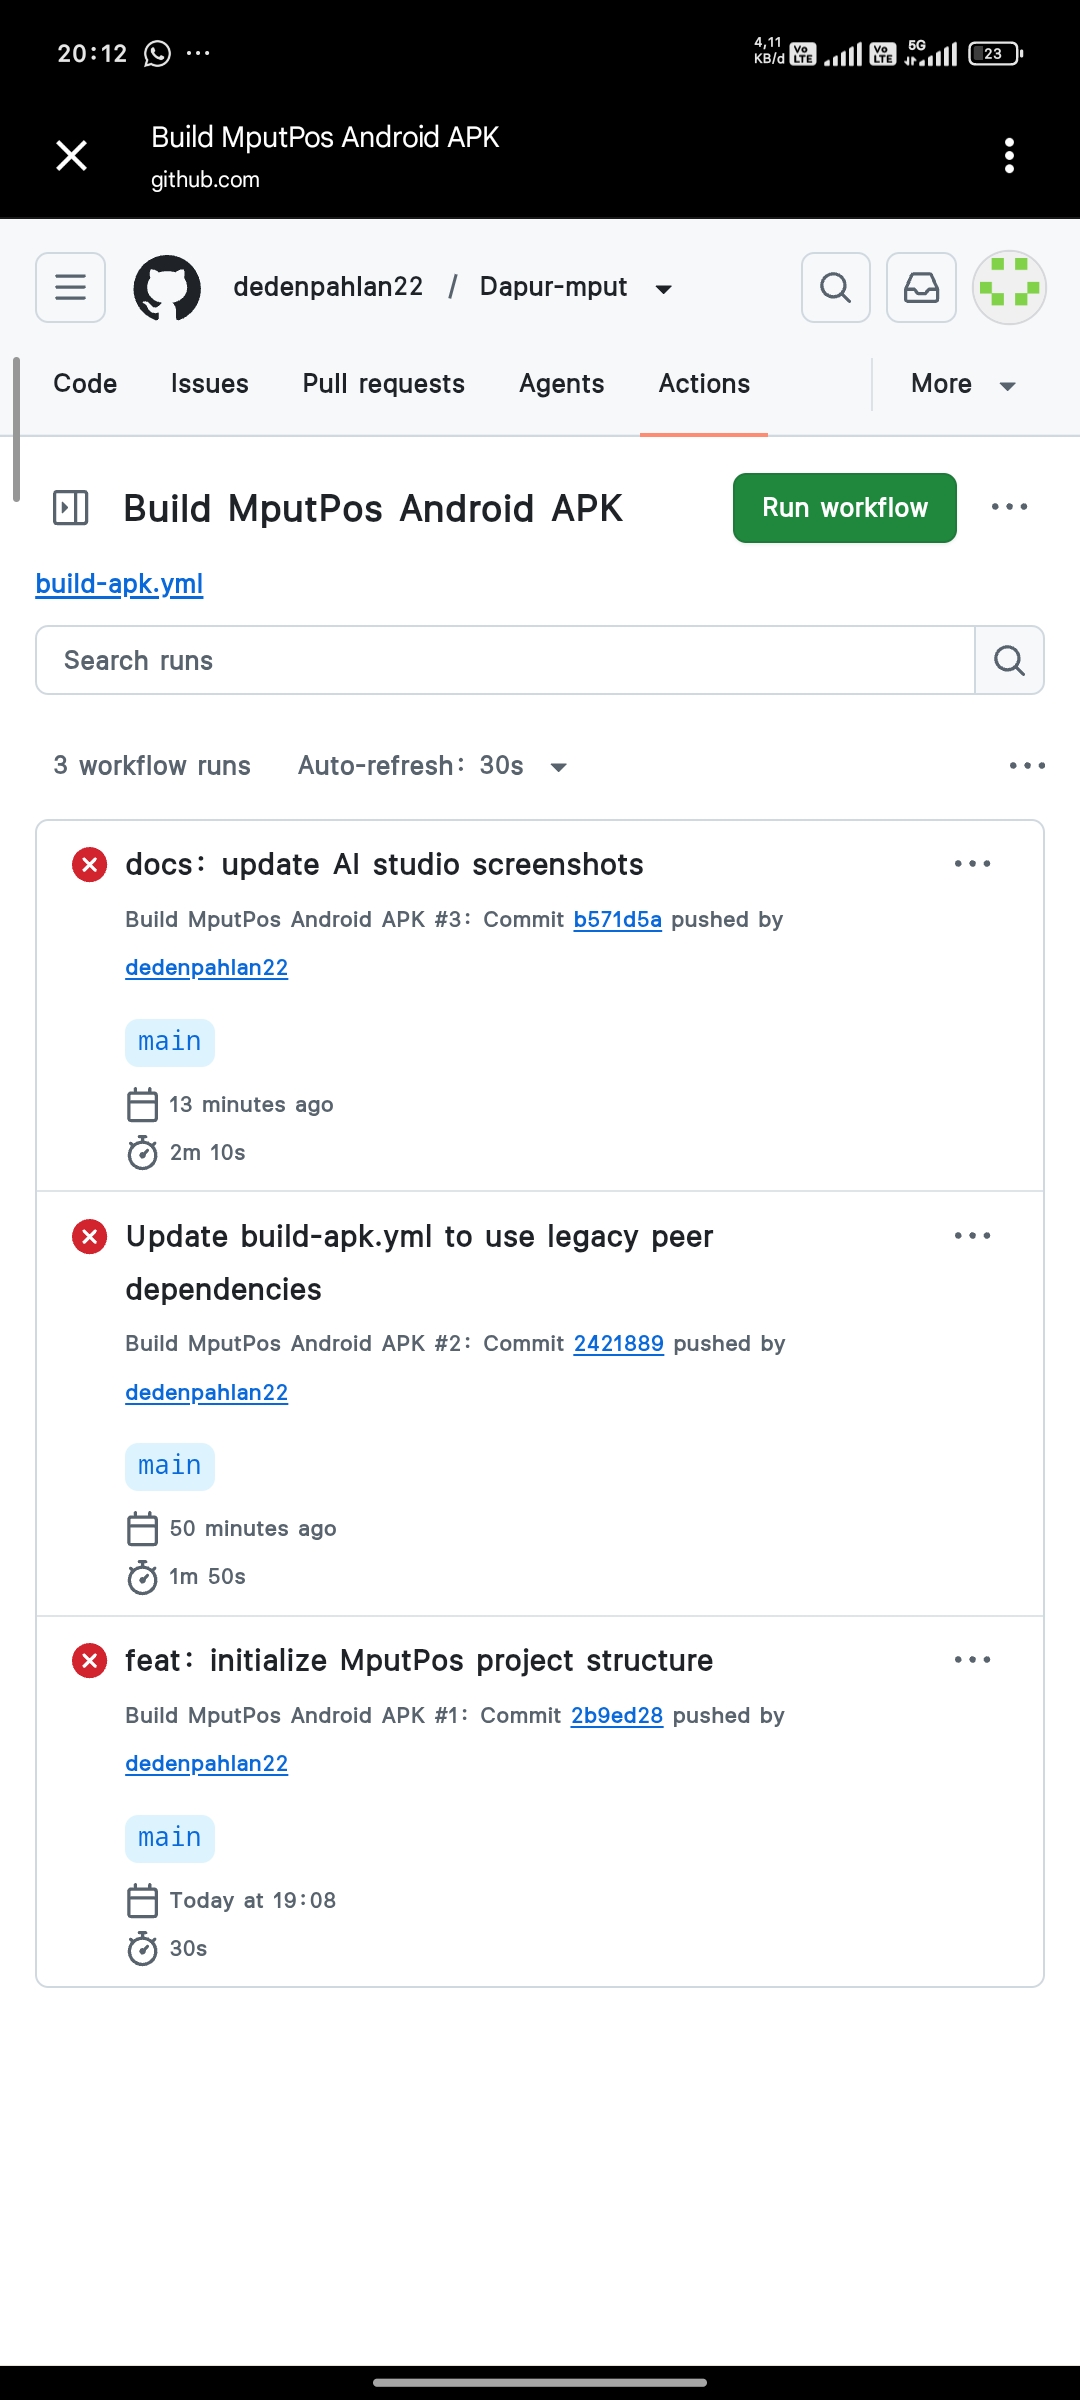 20:12
4,11
KB/d
Vo
LTE
Vo
LTE
5G
23
Build MputPos Android APK
github.com
dedenpahlan22 / Dapur-mput
Code Issues Pull requests Agents Actions More
Build MputPos Android APK
Run workflow
build-apk.yml
Search runs
3 workflow runs Auto-refresh: 30s
docs: update AI studio screenshots
Build MputPos Android APK #3: Commit b571d5a pushed by
dedenpahlan22
main
13 minutes ago
2m 10s
Update build-apk.yml to use legacy peer
dependencies
Build MputPos Android APK #2: Commit 2421889 pushed by
dedenpahlan22
main
50 minutes ago
1m 50s
feat: initialize MputPos project structure
Build MputPos Android APK #1: Commit 2b9ed28 pushed by
dedenpahlan22
main
Today at 19:08
30s